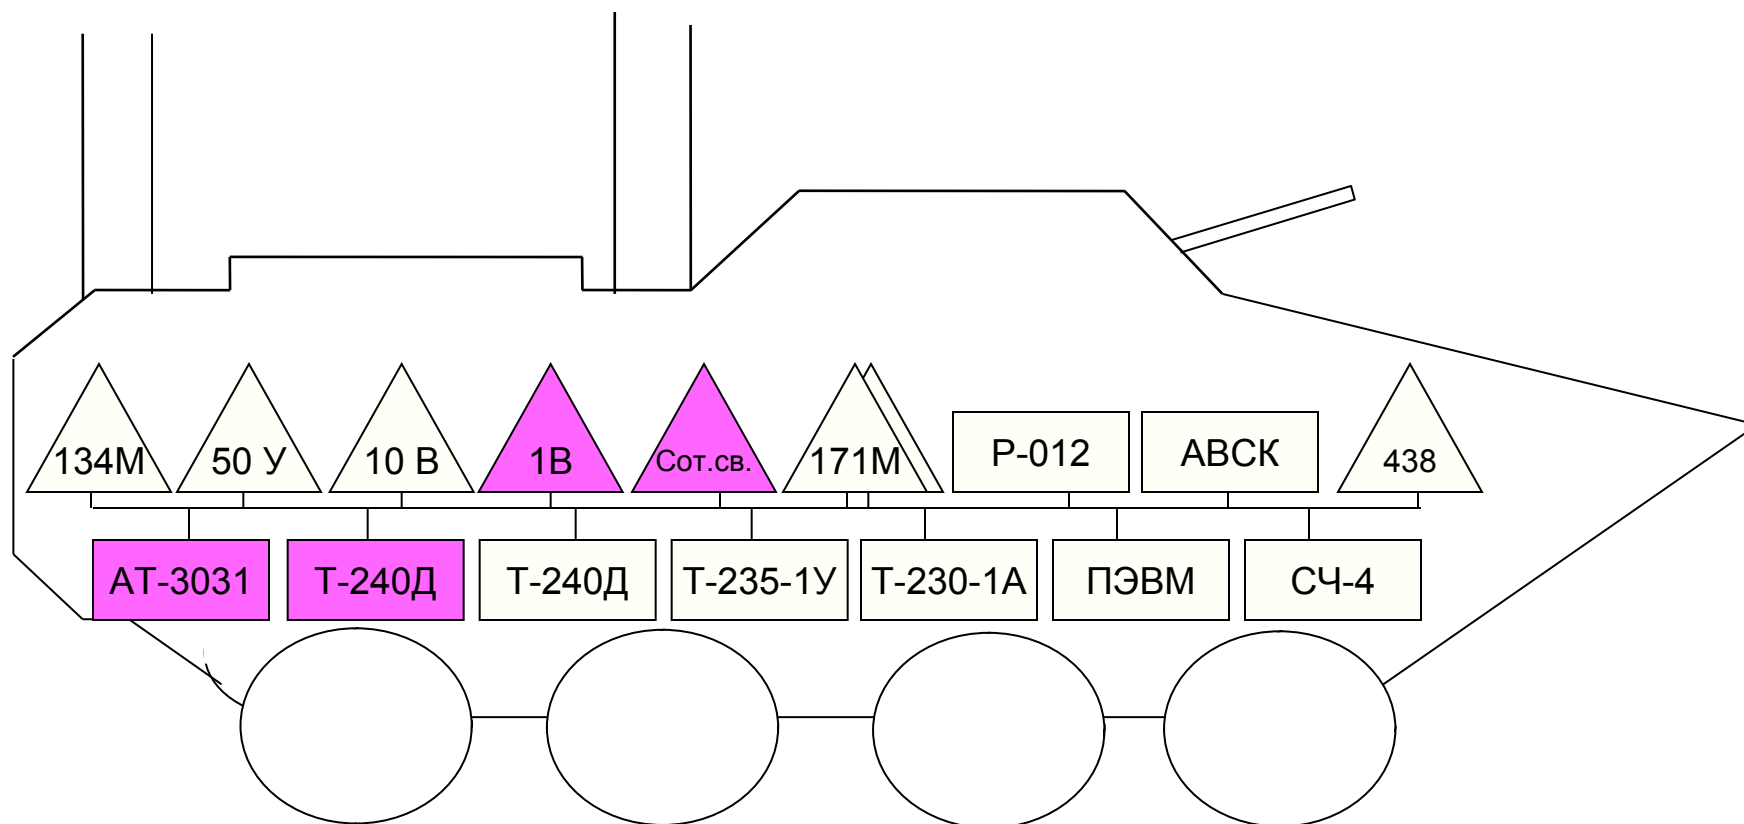 134М 50 У 10 В 1В Сот.св. 171М Р-012 АВСК 438
АТ-3031 Т-240Д Т-240Д Т-235-1У Т-230-1А ПЭВМ СЧ-4